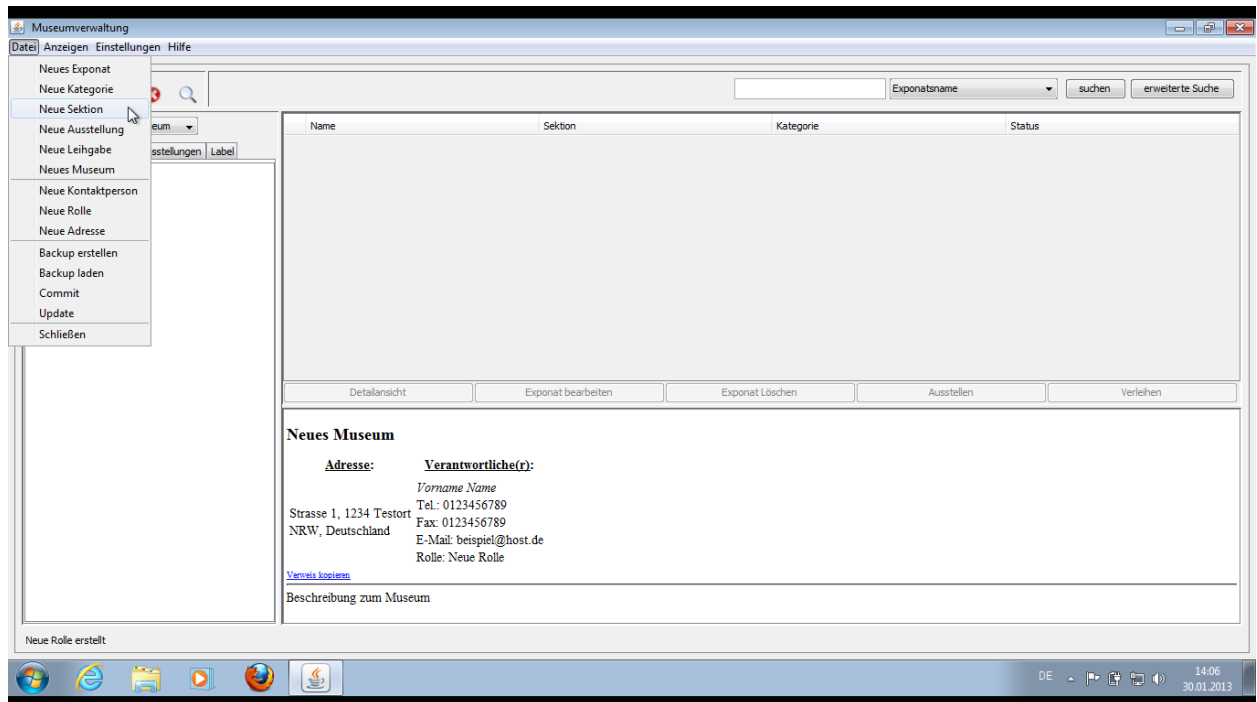 Museumverwaltung
Datei Anzeigen Einstellungen Hilfe
Neues Exponat
Neue Kategorie
Neue Sektion
Neue Ausstellung
Neue Leihgabe
Neues Museum
Neue Kontaktperson
Neue Rolle
Neue Adresse
Backup erstellen
Backup laden
Commit
Update
Schließen
Exponatsname suchen erweiterte Suche
eum
sstellungen Label
Name Sektion Kategorie Status
Detailansicht Exponat bearbeiten Exponat Löschen Ausstellen Verleihen
Neues Museum
Adresse: Verantwortliche(r):
Vorname Name
Strasse 1, 1234 Testort Tel.: 0123456789
Fax: 0123456789
NRW, Deutschland
E-Mail: beispiel@host.de
Rolle: Neue Rolle
Verweis kopieren
Beschreibung zum Museum
Neue Rolle erstellt
DE 14:06
30.01.2013